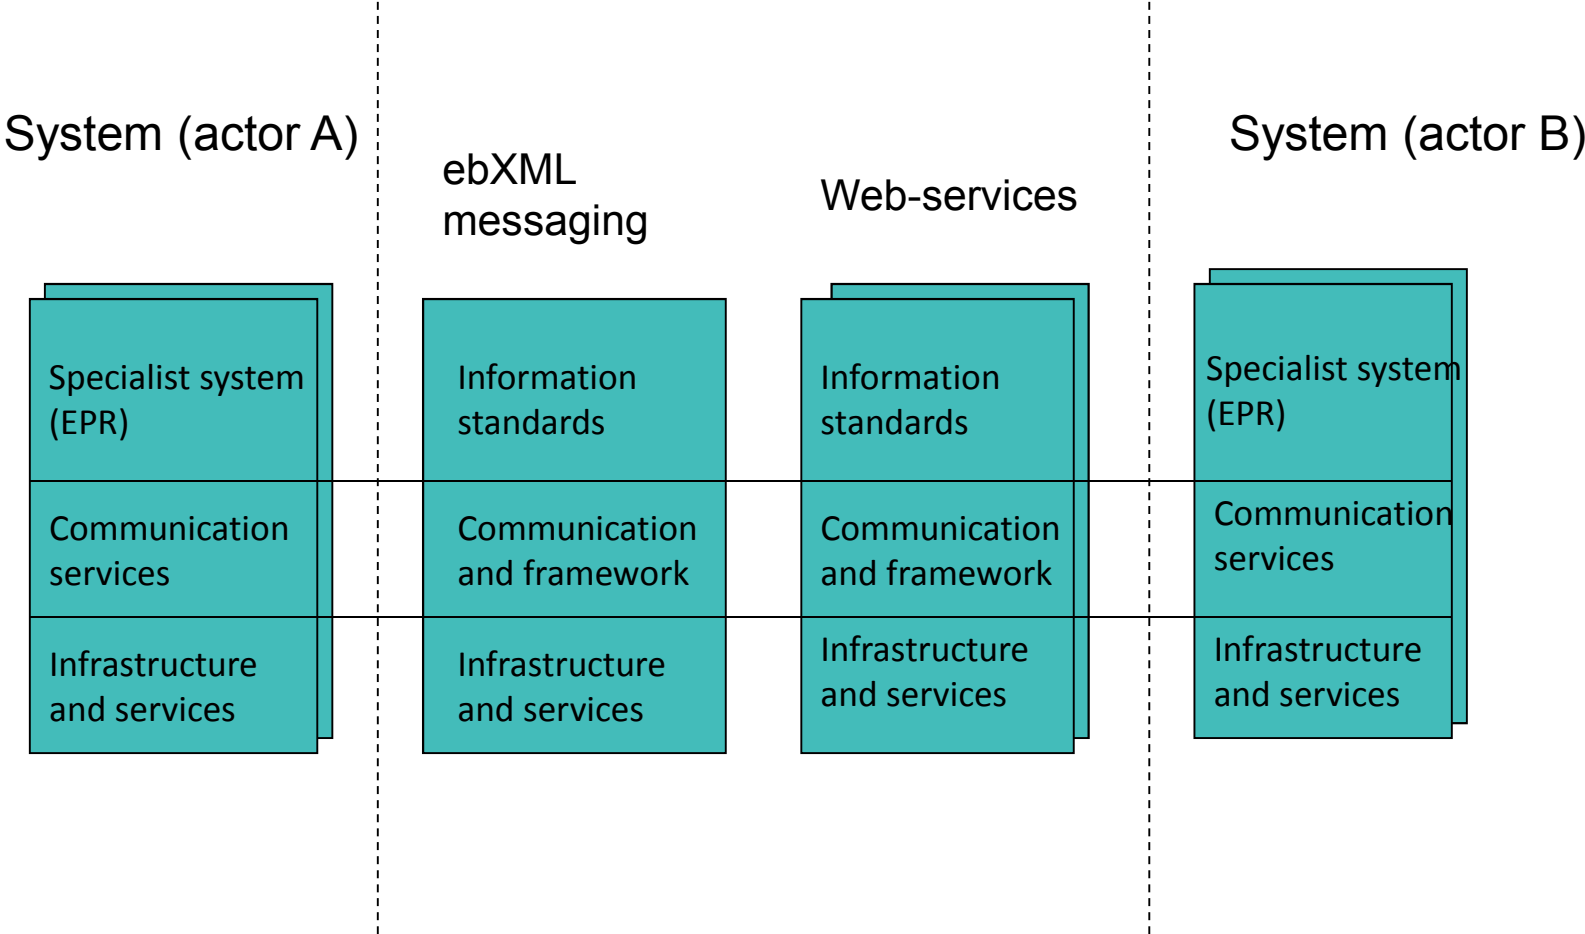 System (actor A)
ebXML
messaging
Web-services
System (actor B)
Specialist system
(EPR)
Communication
services
Infrastructure
and services
Information
standards
Communication
and framework
Infrastructure
and services
Information
standards
Communication
and framework
Infrastructure
and services
Specialist system
(EPR)
Communication
services
Infrastructure
and services